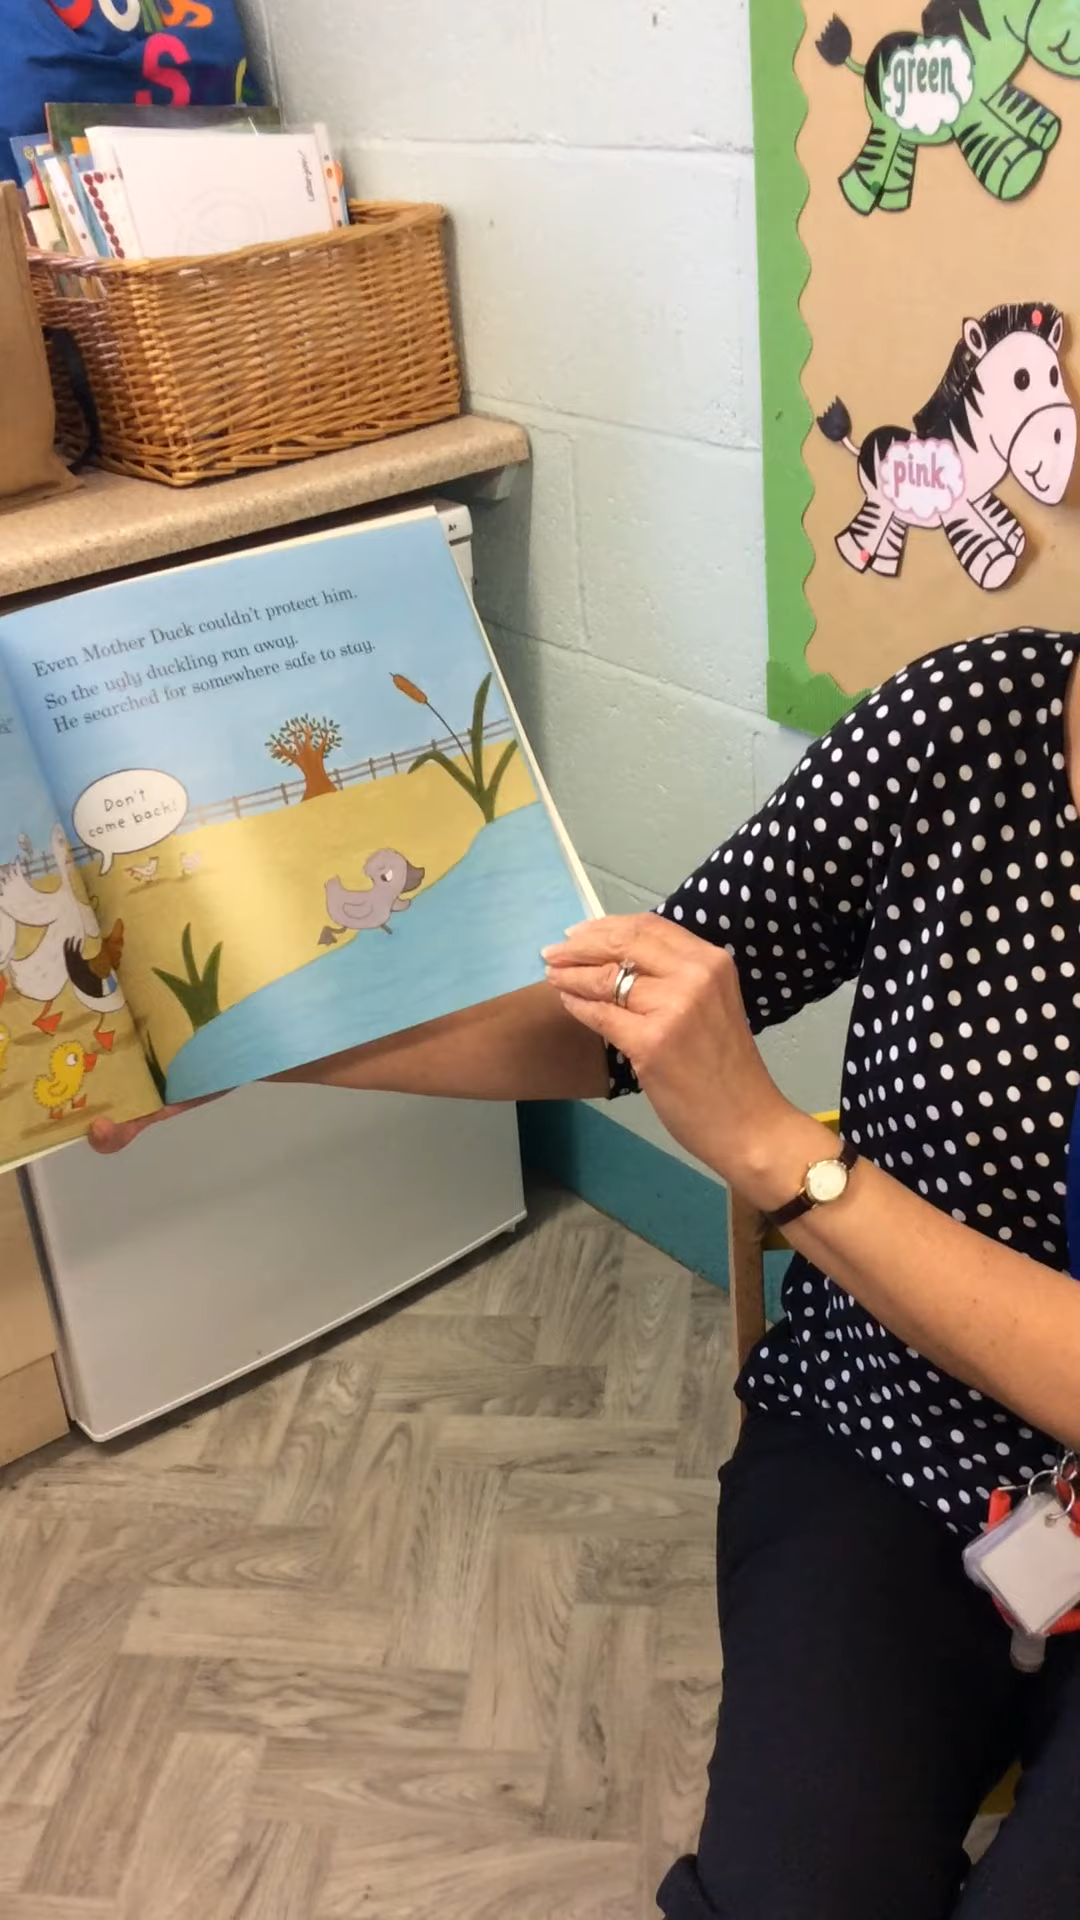 green
pink
Even Mother Duck couldn't protect him.
So the ugly duckling ran away.
He searched for somewhere safe to stay.
Don't
come back!